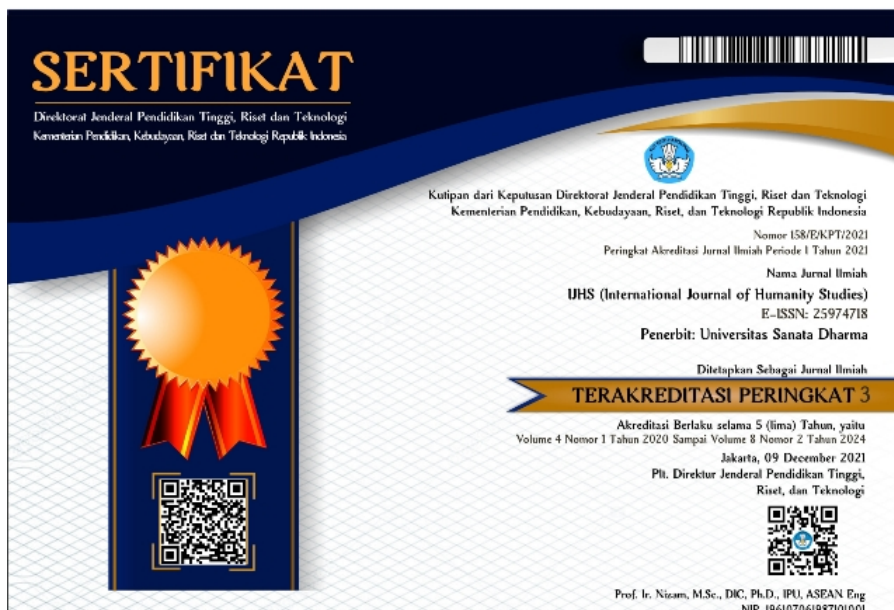 SERTIFIKAT
Direktorat Jenderal Pendidikan Tinggi, Riset dan Teknologi
Kementerian Pendidikan, Kebudayaan, Riset dan Teknologi Republik Indonesia
Kutipan dari Keputusan Direktorat Jenderal Pendidikan Tinggi, Riset dan Teknologi
Kementerian Pendidikan, Kebudayaan, Riset, dan Teknologi Republik Indonesia
Nomor 158/E/KPT/2021
Peringkat Akreditasi Jurnal Ilmiah Periode 1 Tahun 2021
Nama Jurnal Ilmiah
IJHS (International Journal of Humanity Studies)
E-ISSN: 25974718
Penerbit: Universitas Sanata Dharma
Ditetapkan Sebagai Jurnal Ilmiah
TERAKREDITASI PERINGKAT 3
Akreditasi Berlaku selama 5 (lima) Tahun, yaitu
Volume 4 Nomor 1 Tahun 2020 Sampai Volume 8 Nomor 2 Tahun 2024
Jakarta, 09 December 2021
Plt. Direktur Jenderal Pendidikan Tinggi,
Riset, dan Teknologi
Prof. Ir. Nizam, M.Sc., DIC, Ph.D., IPU, ASEAN Eng
NIP. 196107061987101001